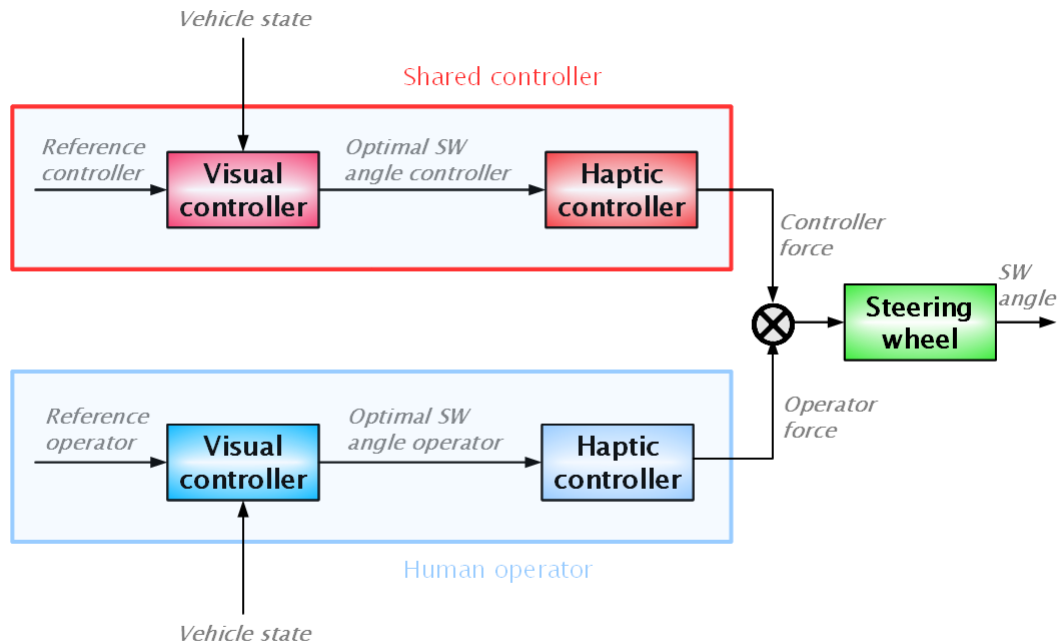 Vehicle state
Shared controller
Reference
controller
Visual
controller
Optimal SW
angle controller
Haptic
controller
Controller
force
SW
angle
Steering
wheel
Reference
operator
Visual
controller
Optimal SW
angle operator
Haptic
controller
Operator
force
Human operator
Vehicle state